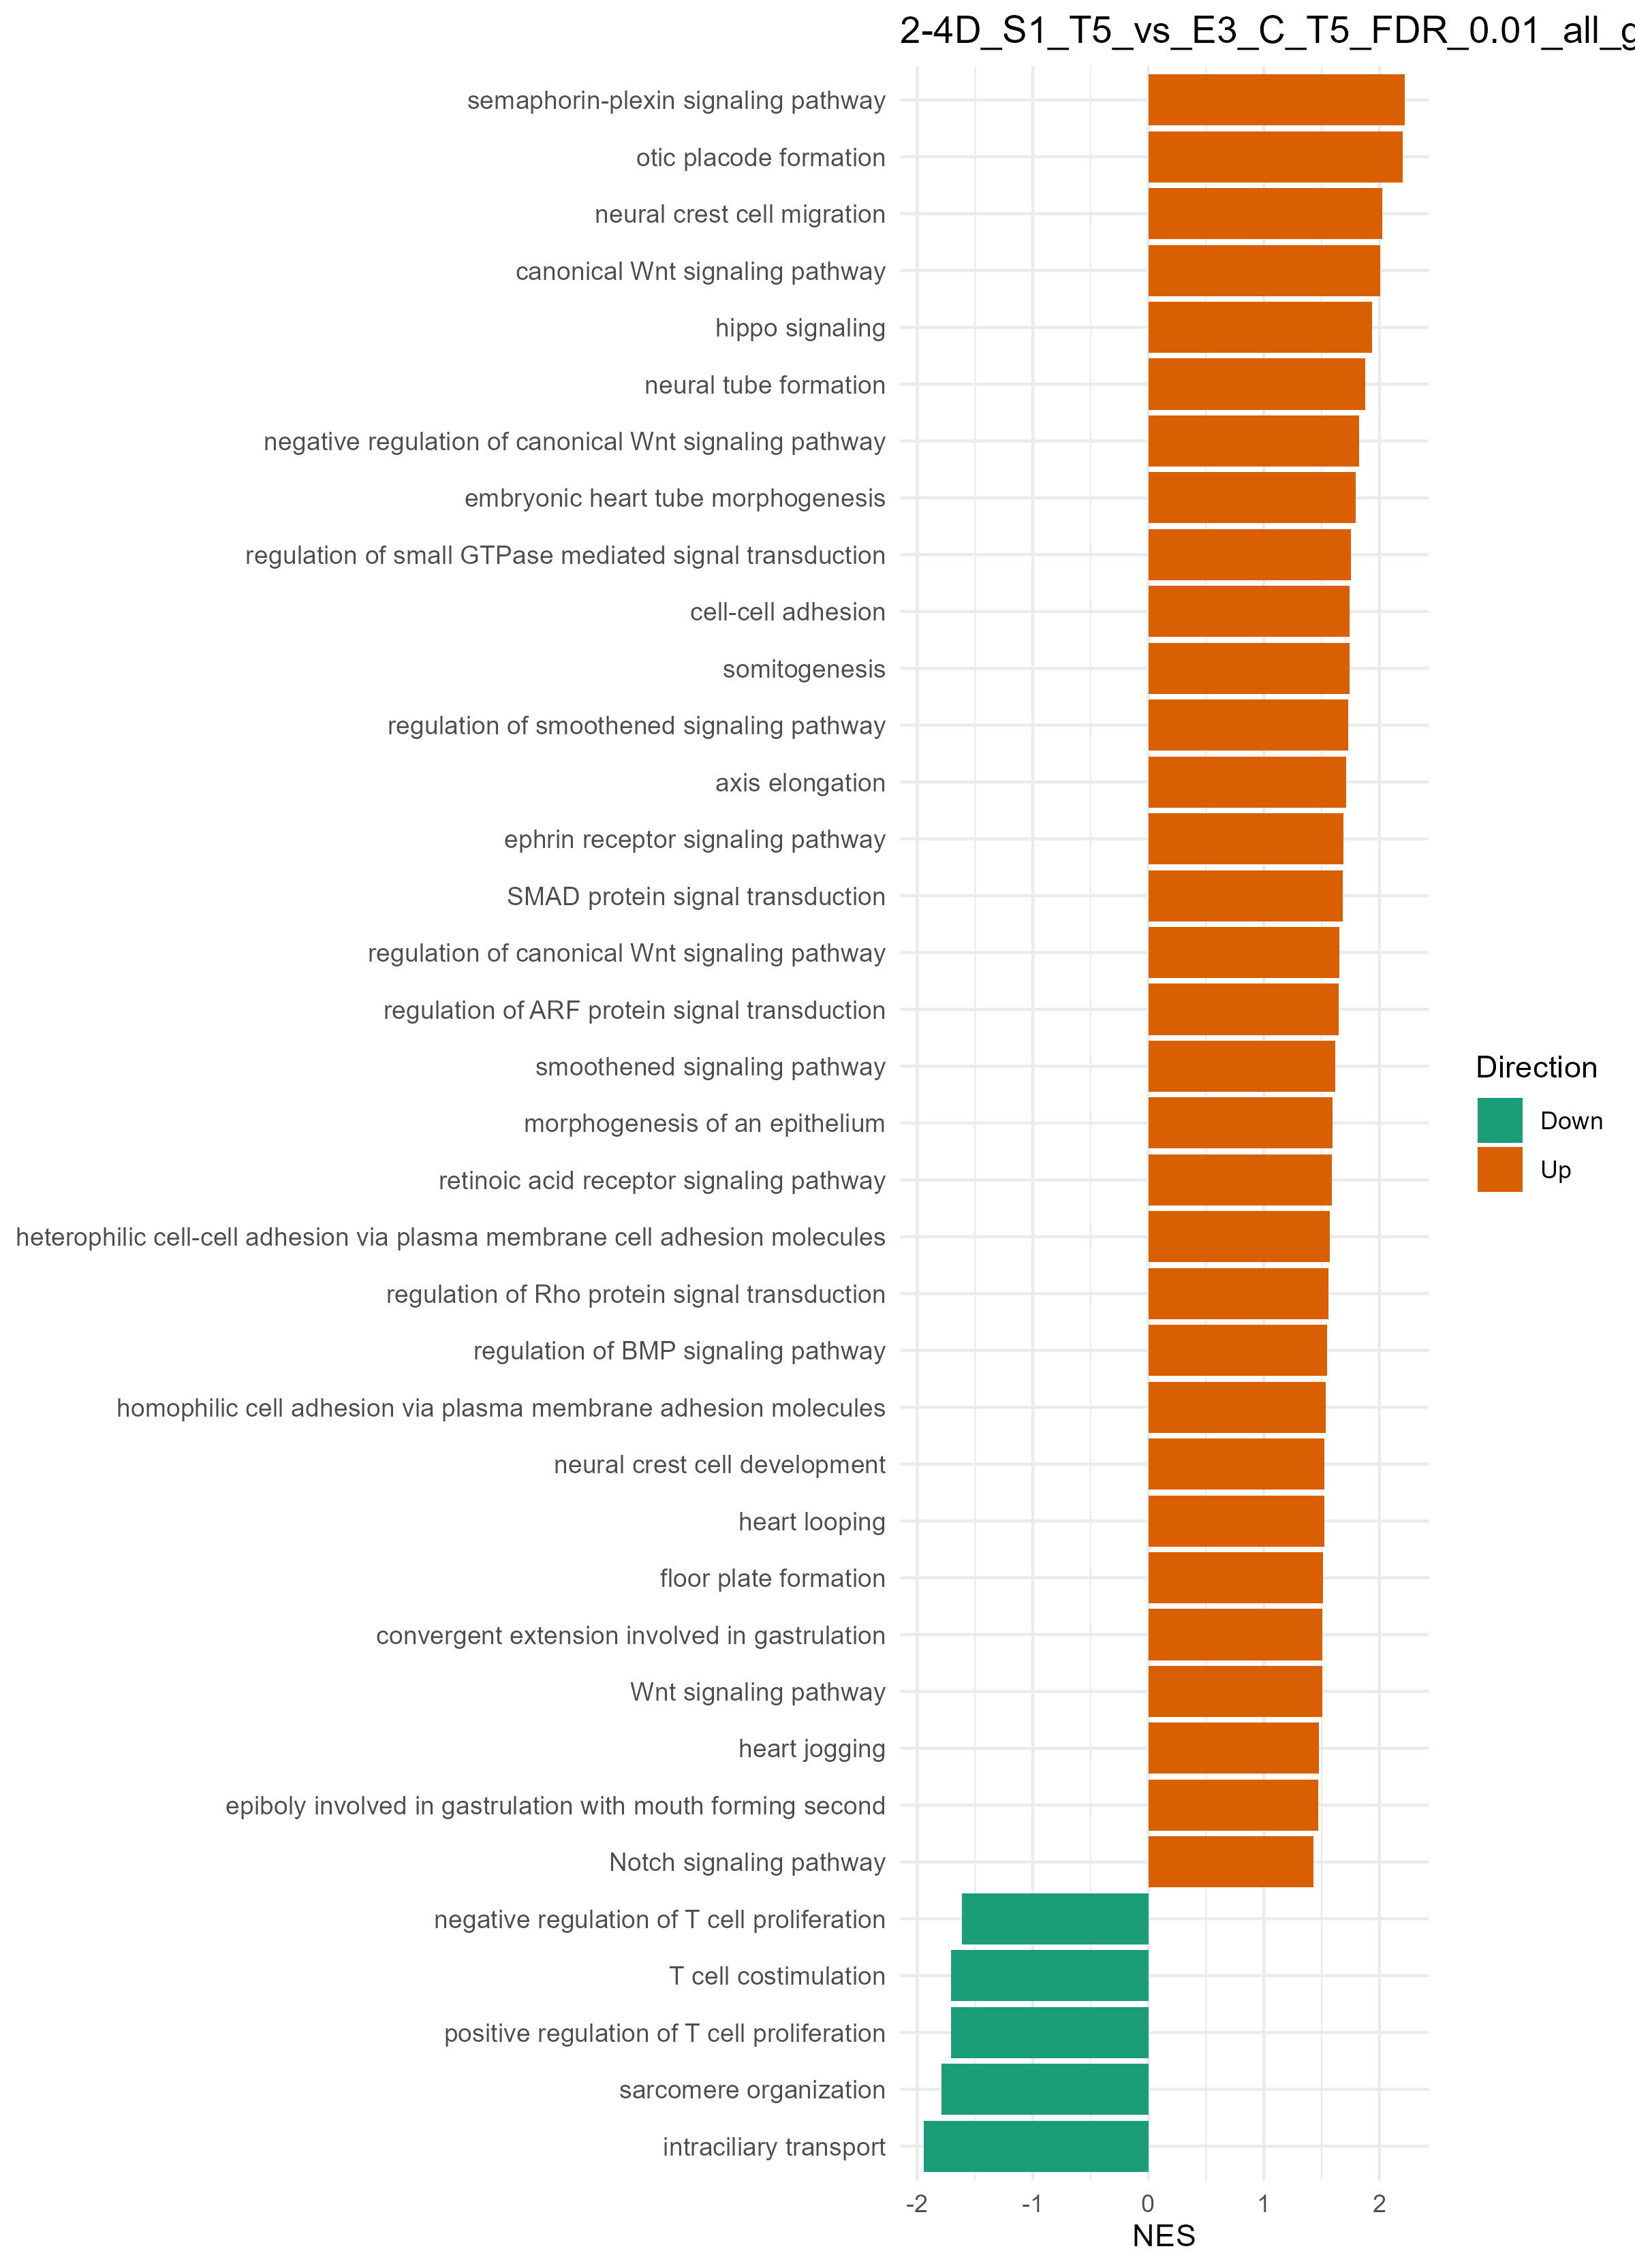 2-4D_S1_T5_vs_E3_C_T5_FDR_0.01_all_g
semaphorin-plexin signaling pathway
otic placode formation
neural crest cell migration
canonical Wnt signaling pathway
hippo signaling
neural tube formation
negative regulation of canonical Wnt signaling pathway
embryonic heart tube morphogenesis
regulation of small GTPase mediated signal transduction
cell-cell adhesion
somitogenesis
regulation of smoothened signaling pathway
axis elongation
ephrin receptor signaling pathway
SMAD protein signal transduction
regulation of canonical Wnt signaling pathway
regulation of ARF protein signal transduction
smoothened signaling pathway
morphogenesis of an epithelium
retinoic acid receptor signaling pathway
heterophilic cell-cell adhesion via plasma membrane cell adhesion molecules
regulation of Rho protein signal transduction
regulation of BMP signaling pathway
homophilic cell adhesion via plasma membrane adhesion molecules
neural crest cell development
heart looping
floor plate formation
convergent extension involved in gastrulation
Wnt signaling pathway
heart jogging
epiboly involved in gastrulation with mouth forming second
Notch signaling pathway
negative regulation of T cell proliferation
T cell costimulation
positive regulation of T cell proliferation
sarcomere organization
intraciliary transport
-2 -1 0 1 2
NES
Direction
Down
Up